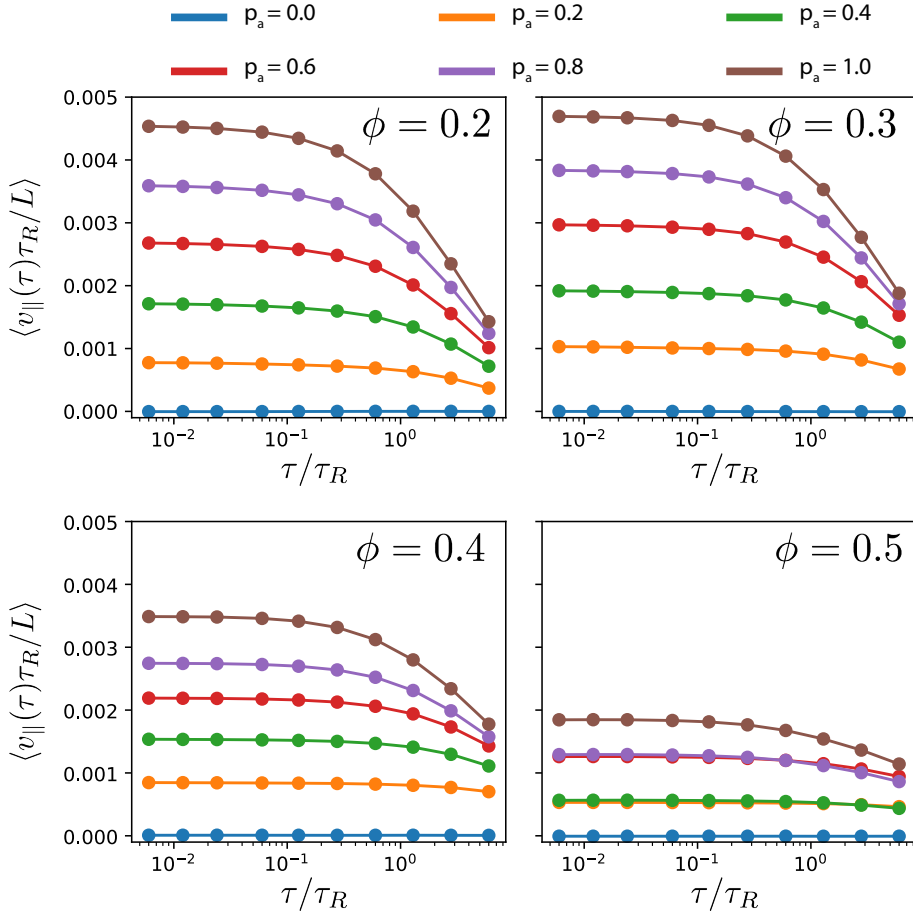 p_a = 0.0 p_a = 0.2 p_a = 0.4
p_a = 0.6 p_a = 0.8 p_a = 1.0
ϕ = 0.2
0.005
0.004
0.003
0.002
0.001
0.000
⟨v_||(τ)τ_R/L⟩
10^−2 10^−1 10^0
τ/τ_R
ϕ = 0.3
10^−2 10^−1 10^0
τ/τ_R
ϕ = 0.4
0.005
0.004
0.003
0.002
0.001
0.000
⟨v_||(τ)τ_R/L⟩
10^−2 10^−1 10^0
τ/τ_R
ϕ = 0.5
10^−2 10^−1 10^0
τ/τ_R